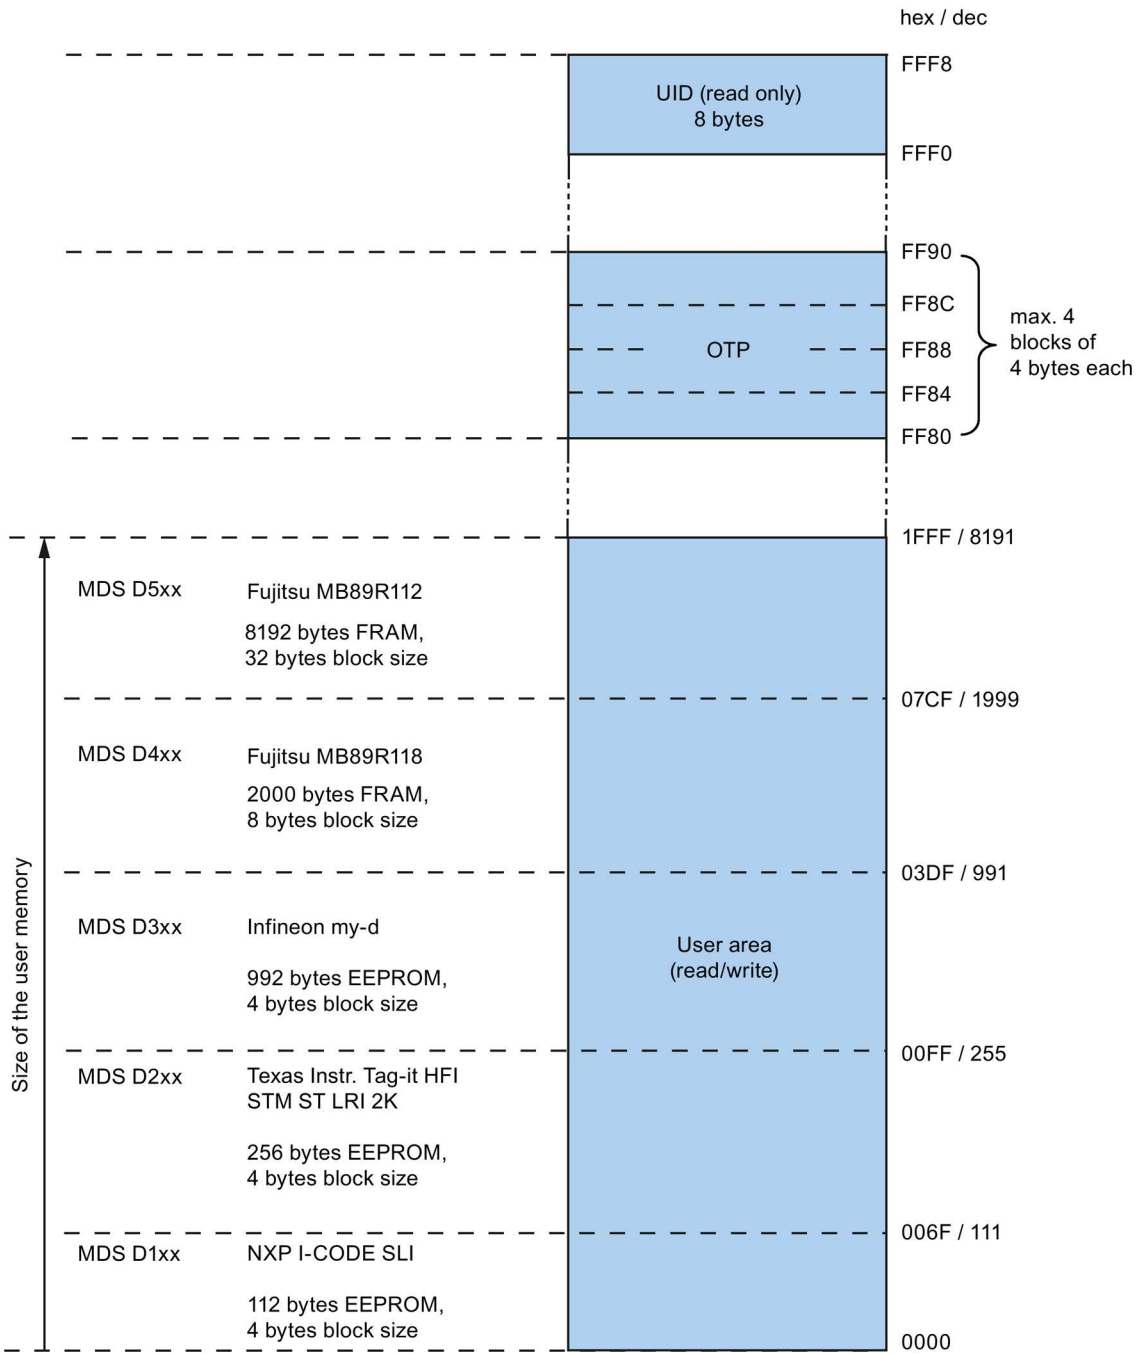 hex / dec
FFF8
UID (read only)
8 bytes
FFF0
FF90
FF8C
OTP
FF88
FF84
FF80
max. 4
blocks of
4 bytes each
1FFF / 8191
MDS D5xx
Fujitsu MB89R112
8192 bytes FRAM,
32 bytes block size
07CF / 1999
MDS D4xx
Fujitsu MB89R118
2000 bytes FRAM,
8 bytes block size
03DF / 991
MDS D3xx
Infineon my-d
992 bytes EEPROM,
4 bytes block size
User area
(read/write)
Size of the user memory
00FF / 255
MDS D2xx
Texas Instr. Tag-it HFI
STM ST LRI 2K
256 bytes EEPROM,
4 bytes block size
006F / 111
MDS D1xx
NXP I-CODE SLI
112 bytes EEPROM,
4 bytes block size
0000